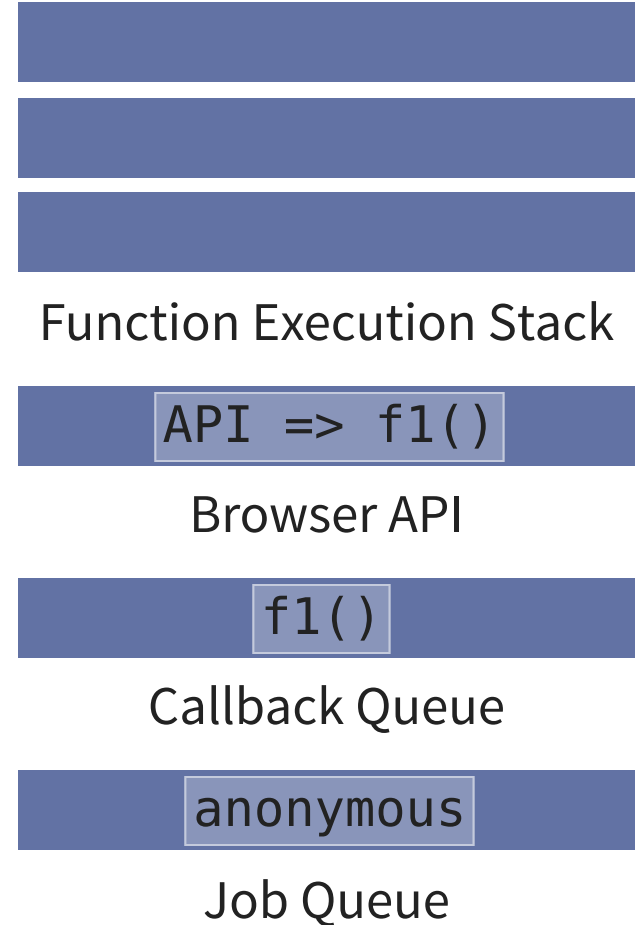 Function Execution Stack
API => f1()
Browser API
f1()
Callback Queue
anonymous
Job Queue